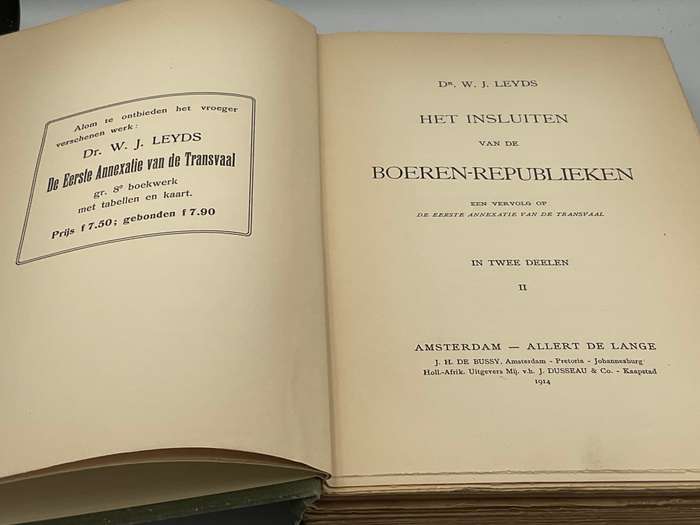 Alom te ontbieden het vroeger
verschenen werk:
Dr. W. J. LEYDS
De Eerste Annexatie van de Transvaal
gr. 8º boekwerk
met tabellen en kaart.
Prijs f 7.50; gebonden f 7.90
DR. W. J. LEYDS
HET INSLUITEN
VAN DE
BOEREN-REPUBLIEKEN
EEN VERVOLG OP
DE EERSTE ANNEXATIE VAN DE TRANSVAAL
IN TWEE DEELEN
II
AMSTERDAM — ALLERT DE LANGE
J. H. DE BUSSY, Amsterdam - Pretoria - Johannesburg
Holl.-Afrik. Uitgevers Mij. v.h. J. DUSSEAU & Co. - Kaapstad
1914